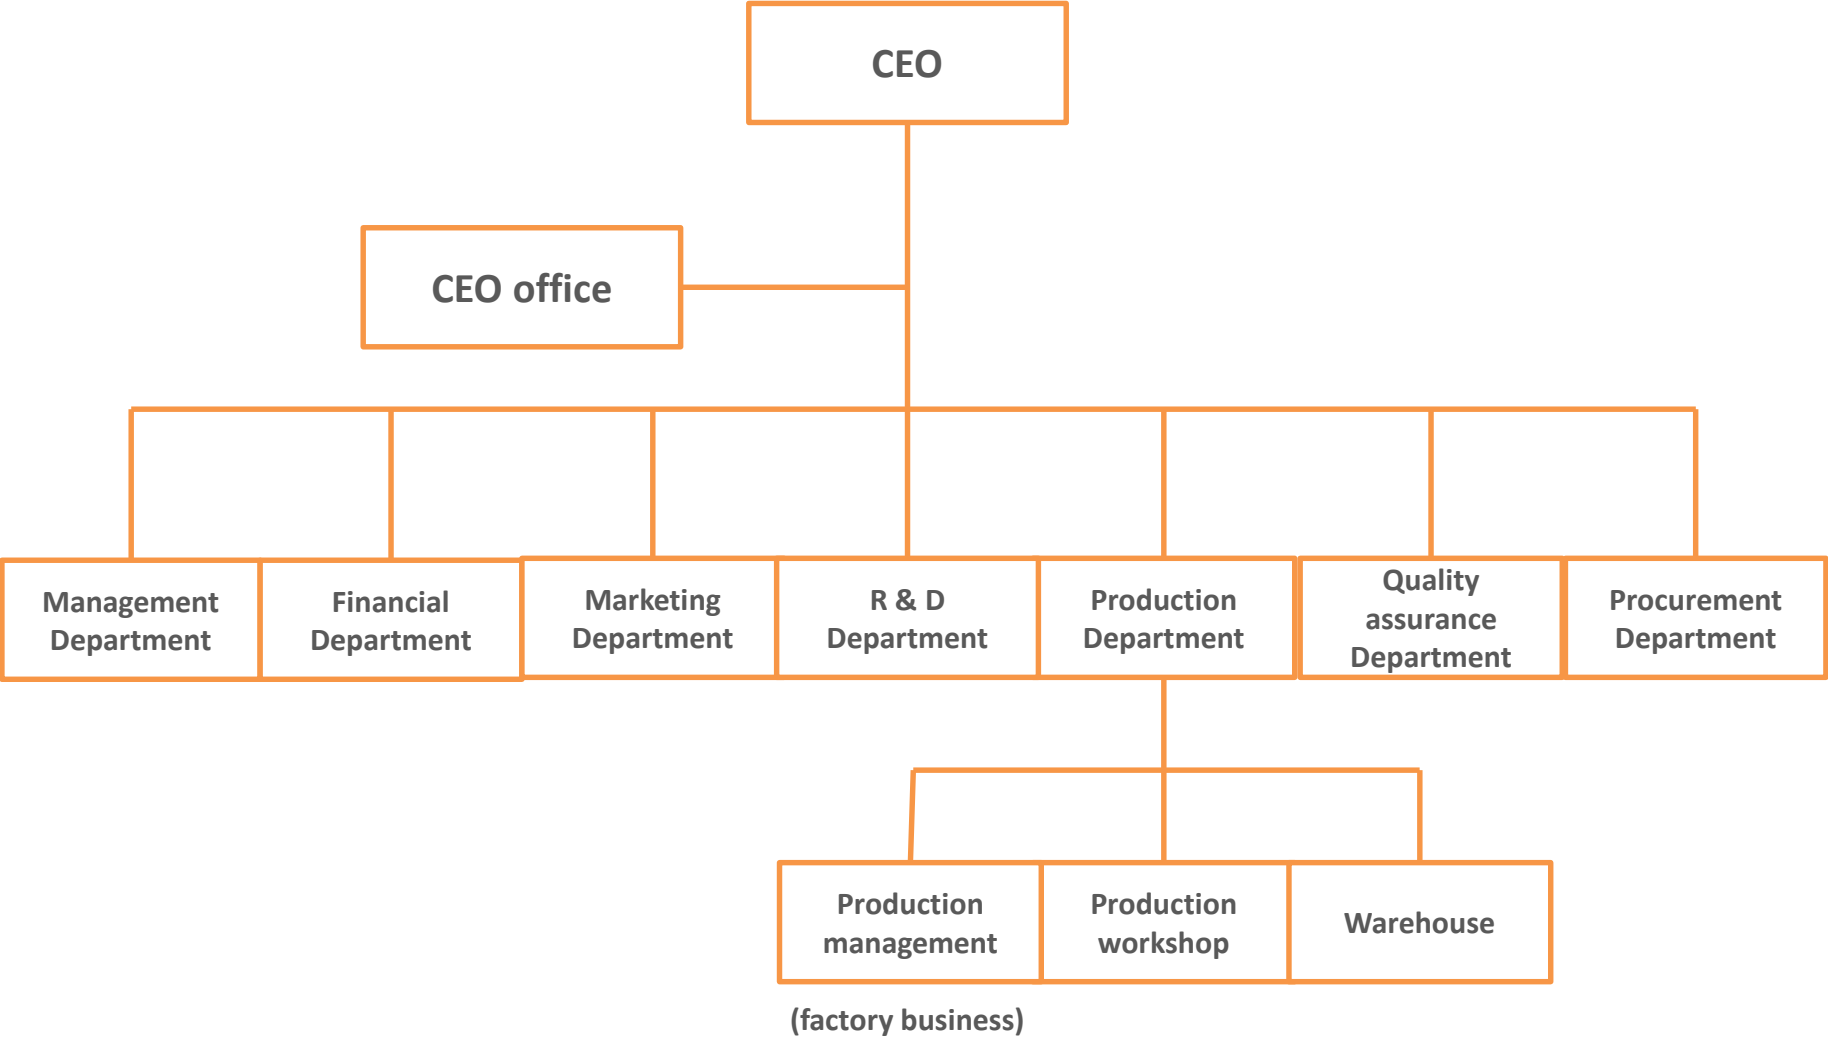 CEO
CEO office
Management
Department
Financial
Department
Marketing
Department
R & D
Department
Production
Department
Quality
assurance
Department
Procurement
Department
Production
management
Production
workshop
Warehouse
(factory business)